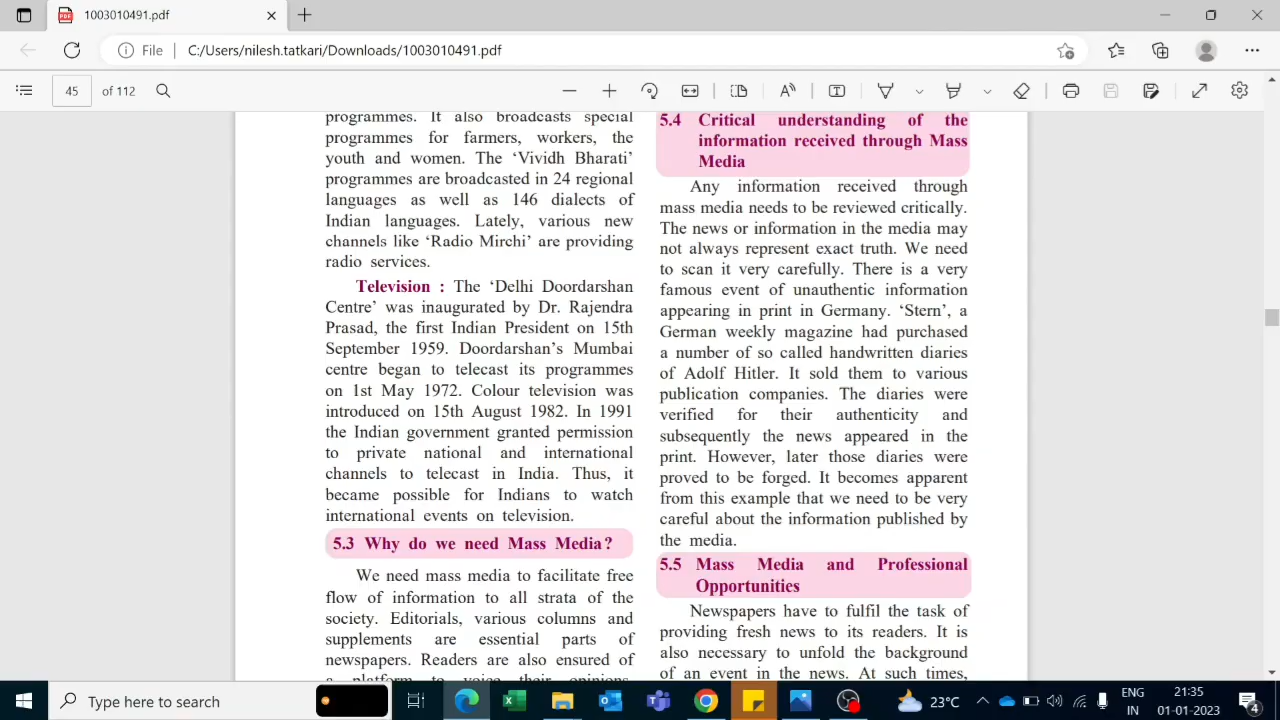 1003010491.pdf
File
C:/Users/nilesh.tatkari/Downloads/1003010491.pdf
45
of 112
programmes. It also broadcasts special
programmes for farmers, workers, the
youth and women. The ‘Vividh Bharati’
programmes are broadcasted in 24 regional
languages as well as 146 dialects of
Indian languages. Lately, various new
channels like ‘Radio Mirchi’ are providing
radio services.
Television : The ‘Delhi Doordarshan
Centre’ was inaugurated by Dr. Rajendra
Prasad, the first Indian President on 15th
September 1959. Doordarshan’s Mumbai
centre began to telecast its programmes
on 1st May 1972. Colour television was
introduced on 15th August 1982. In 1991
the Indian government granted permission
to private national and international
channels to telecast in India. Thus, it
became possible for Indians to watch
international events on television.
5.3 Why do we need Mass Media?
We need mass media to facilitate free
flow of information to all strata of the
society. Editorials, various columns and
supplements are essential parts of
newspapers. Readers are also ensured of
a platform to voice their opinions.
5.4 Critical understanding of the
information received through Mass
Media
Any information received through
mass media needs to be reviewed critically.
The news or information in the media may
not always represent exact truth. We need
to scan it very carefully. There is a very
famous event of unauthentic information
appearing in print in Germany. ‘Stern’, a
German weekly magazine had purchased
a number of so called handwritten diaries
of Adolf Hitler. It sold them to various
publication companies. The diaries were
verified for their authenticity and
subsequently the news appeared in the
print. However, later those diaries were
proved to be forged. It becomes apparent
from this example that we need to be very
careful about the information published by
the media.
5.5 Mass Media and Professional
Opportunities
Newspapers have to fulfil the task of
providing fresh news to its readers. It is
also necessary to unfold the background
of an event in the news. At such times,
Type here to search
23°C
ENG
IN
21:35
01-01-2023
4